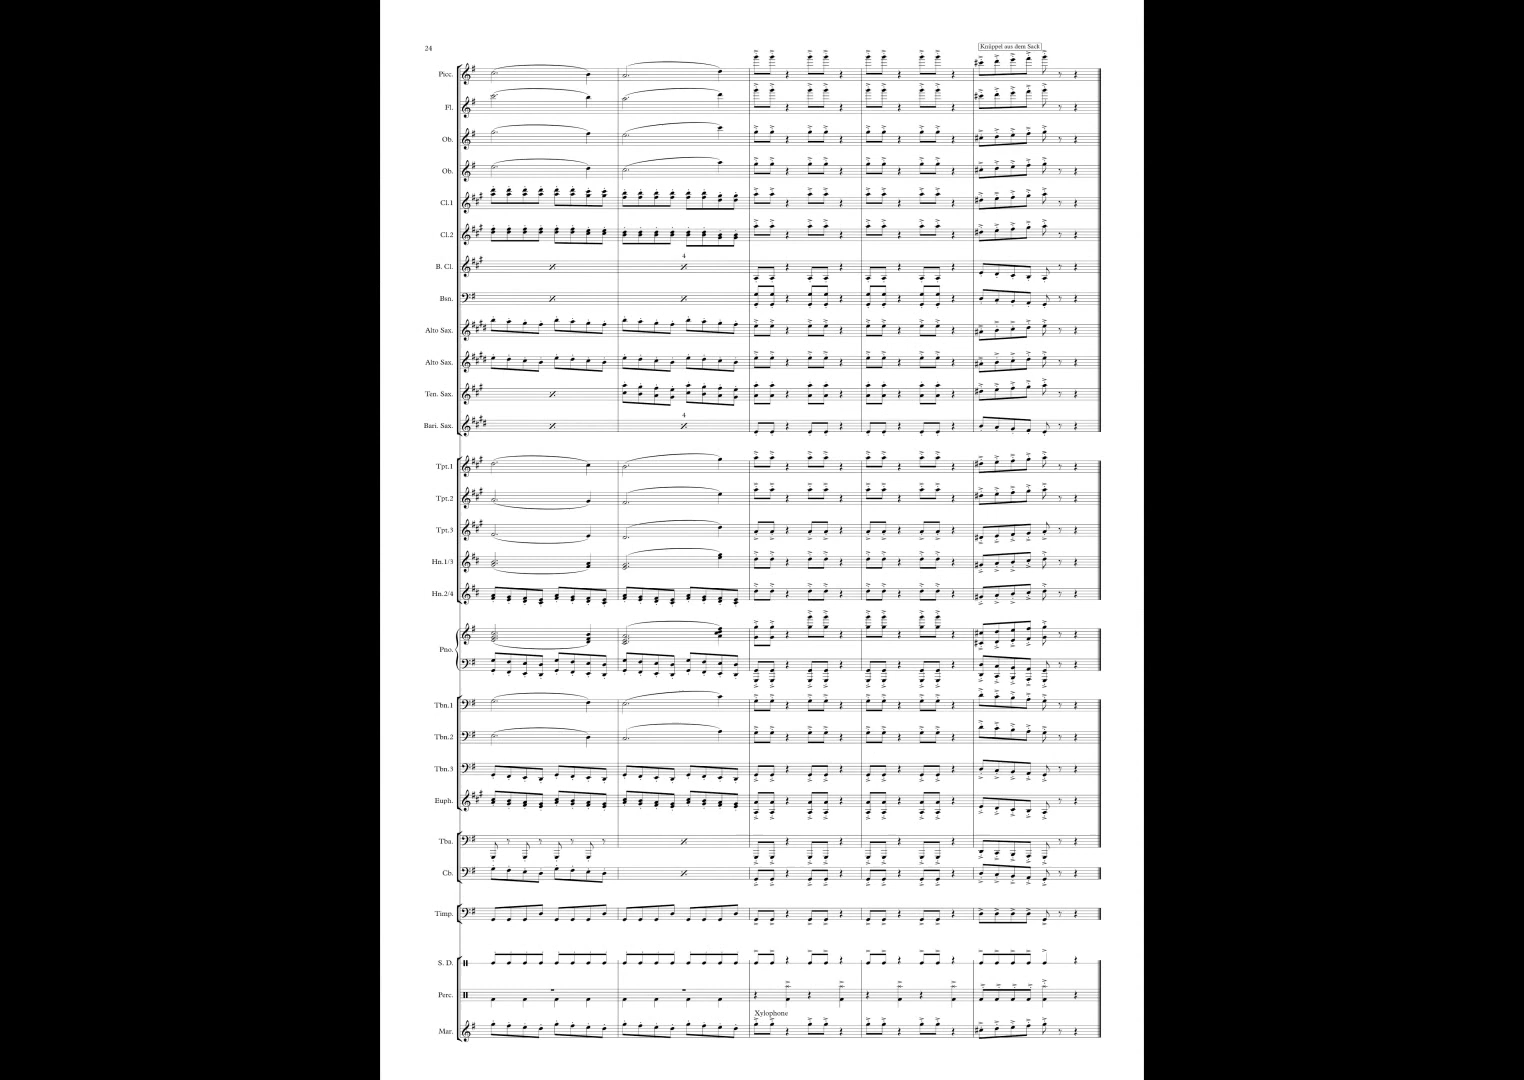 24
Knüppel aus dem Sack
Picc.
Fl.
Ob.
Ob.
Cl.1
Cl.2
4
B. Cl.
Bsn.
Alto Sax.
Alto Sax.
Ten. Sax.
4
Bari. Sax.
Tpt.1
Tpt.2
Tpt.3
Hn.1/3
Hn.2/4
Pno.
Tbn.1
Tbn.2
Tbn.3
Euph.
Tba.
Cb.
Timp.
S. D.
Perc.
Xylophone
Mar.